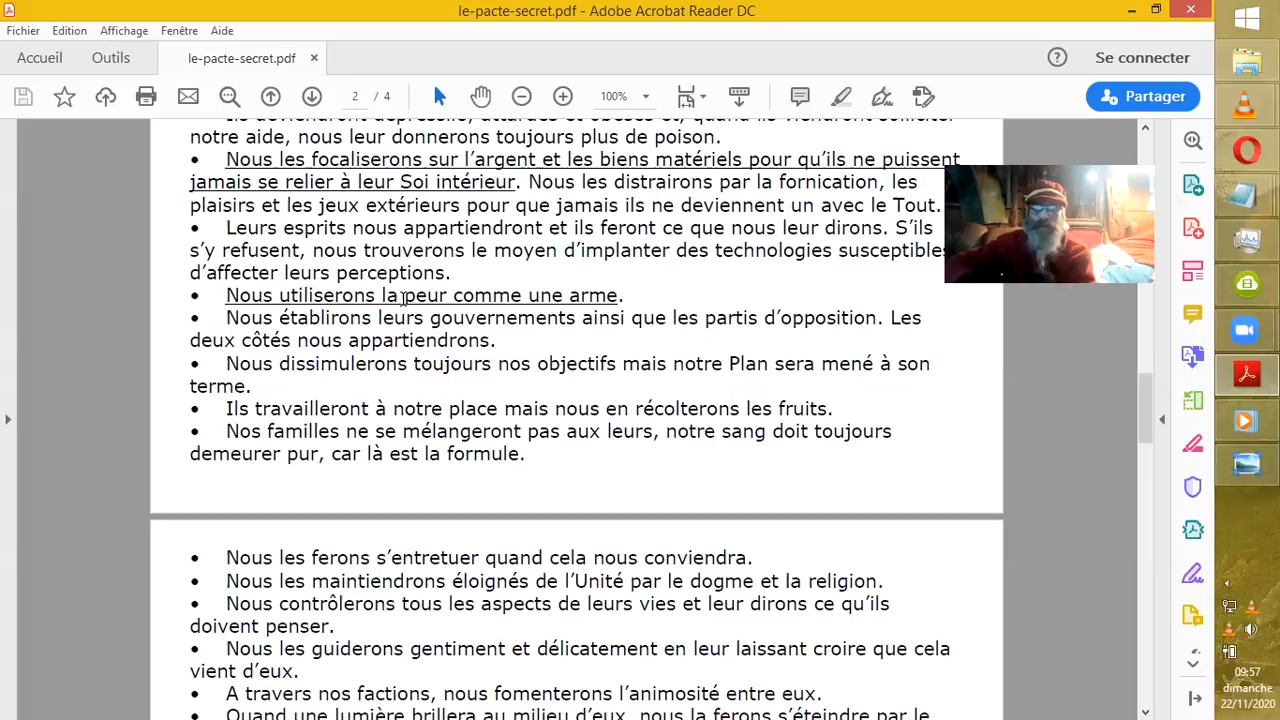 le-pacte-secret.pdf - Adobe Acrobat Reader DC
Fichier Edition Affichage Fenêtre Aide
Accueil Outils le-pacte-secret.pdf × Se connecter
2 / 4 100% Partager
notre aide, nous leur donnerons toujours plus de poison.
• Nous les focaliserons sur l’argent et les biens matériels pour qu’ils ne puissent
jamais se relier à leur Soi intérieur. Nous les distrairons par la fornication, les
plaisirs et les jeux extérieurs pour que jamais ils ne deviennent un avec le Tout.
• Leurs esprits nous appartiendront et ils feront ce que nous leur dirons. S’ils
s’y refusent, nous trouverons le moyen d’implanter des technologies susceptibles
d’affecter leurs perceptions.
• Nous utiliserons la peur comme une arme.
• Nous établirons leurs gouvernements ainsi que les partis d’opposition. Les
deux côtés nous appartiendrons.
• Nous dissimulerons toujours nos objectifs mais notre Plan sera mené à son
terme.
• Ils travailleront à notre place mais nous en récolterons les fruits.
• Nos familles ne se mélangeront pas aux leurs, notre sang doit toujours
demeurer pur, car là est la formule.
• Nous les ferons s’entretuer quand cela nous conviendra.
• Nous les maintiendrons éloignés de l’Unité par le dogme et la religion.
• Nous contrôlerons tous les aspects de leurs vies et leur dirons ce qu’ils
doivent penser.
• Nous les guiderons gentiment et délicatement en leur laissant croire que cela
vient d’eux.
• A travers nos factions, nous fomenterons l’animosité entre eux.
• Quand une lumière brillera au milieu d’eux, nous la ferons s’éteindre par le
09:57
dimanche
22/11/2020